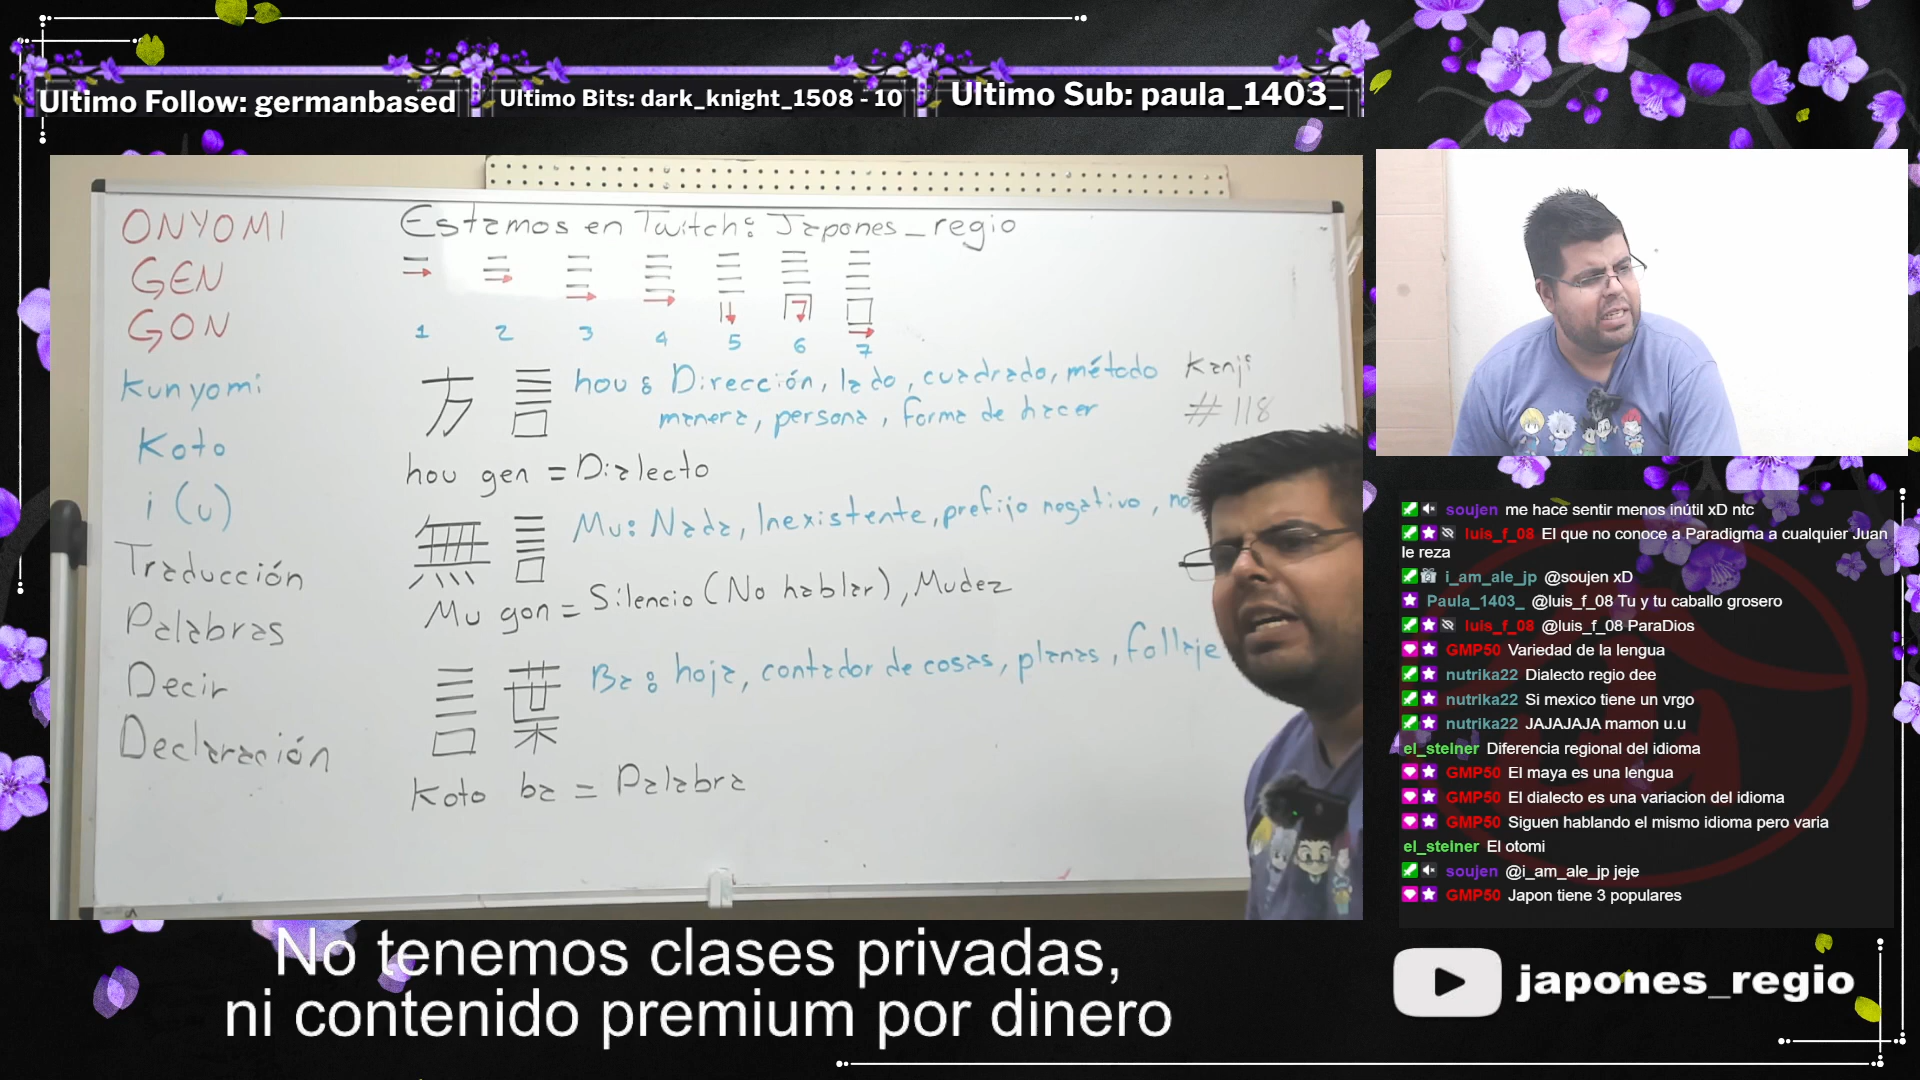 Ultimo Follow: germanbased
Ultimo Bits: dark_knight_1508 - 10
Ultimo Sub: paula_1403_
ONYOMI
GEN
GON
Kunyomi
Koto
i (u)
Traducción
Palabras
Decir
Declaración
Estamos en Twitch: Japones_regio
1 2 3 4 5 6 7
方言 hou: Dirección, lado, cuadrado, método
manera, persona, forma de hacer
Kanji
#118
hou gen = Dialecto
無言 Mu: Nada, Inexistente, prefijo negativo, no
Mu gon = Silencio (No hablar), Mudez
言葉 Ba: hoja, contador de cosas, planas, follaje
Koto ba = Palabra
soujen me hace sentir menos inútil xD ntc
luis_f_08 El que no conoce a Paradigma a cualquier Juan
le reza
i_am_ale_jp @soujen xD
Paula_1403_ @luis_f_08 Tu y tu caballo grosero
luis_f_08 @luis_f_08 ParaDios
GMP50 Variedad de la lengua
nutrika22 Dialecto regio dee
nutrika22 Si mexico tiene un vrgo
nutrika22 JAJAJAJA mamon u.u
el_steiner Diferencia regional del idioma
GMP50 El maya es una lengua
GMP50 El dialecto es una variacion del idioma
GMP50 Siguen hablando el mismo idioma pero varia
el_steiner El otomi
soujen @i_am_ale_jp jeje
GMP50 Japon tiene 3 populares
No tenemos clases privadas,
ni contenido premium por dinero
japones_regio